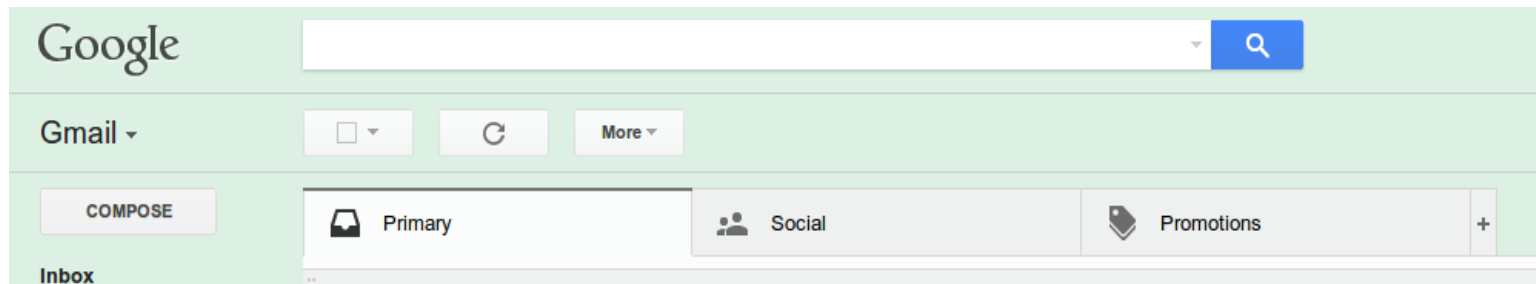 Google
Gmail
More
COMPOSE
Primary
Social
Promotions
+
Inbox